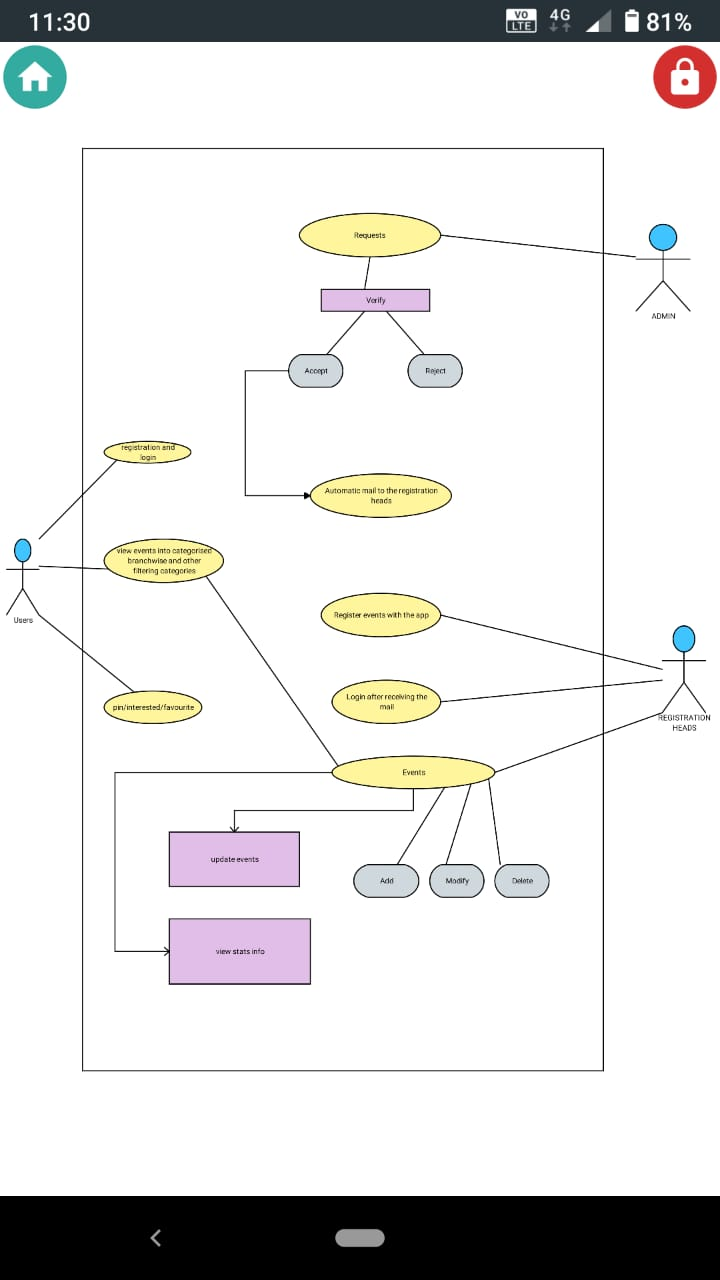 11:30
VO
LTE
4G
81%
Requests
Verify
ADMIN
Accept
Reject
registration and
login
Automatic mail to the registration
heads
view events into categorised
branchwise and other
filtering categories
Users
Register events with the app
Login after receiving the
mail
pin/interested/favourite
REGISTRATION
HEADS
Events
update events
Add
Modify
Delete
view stats info